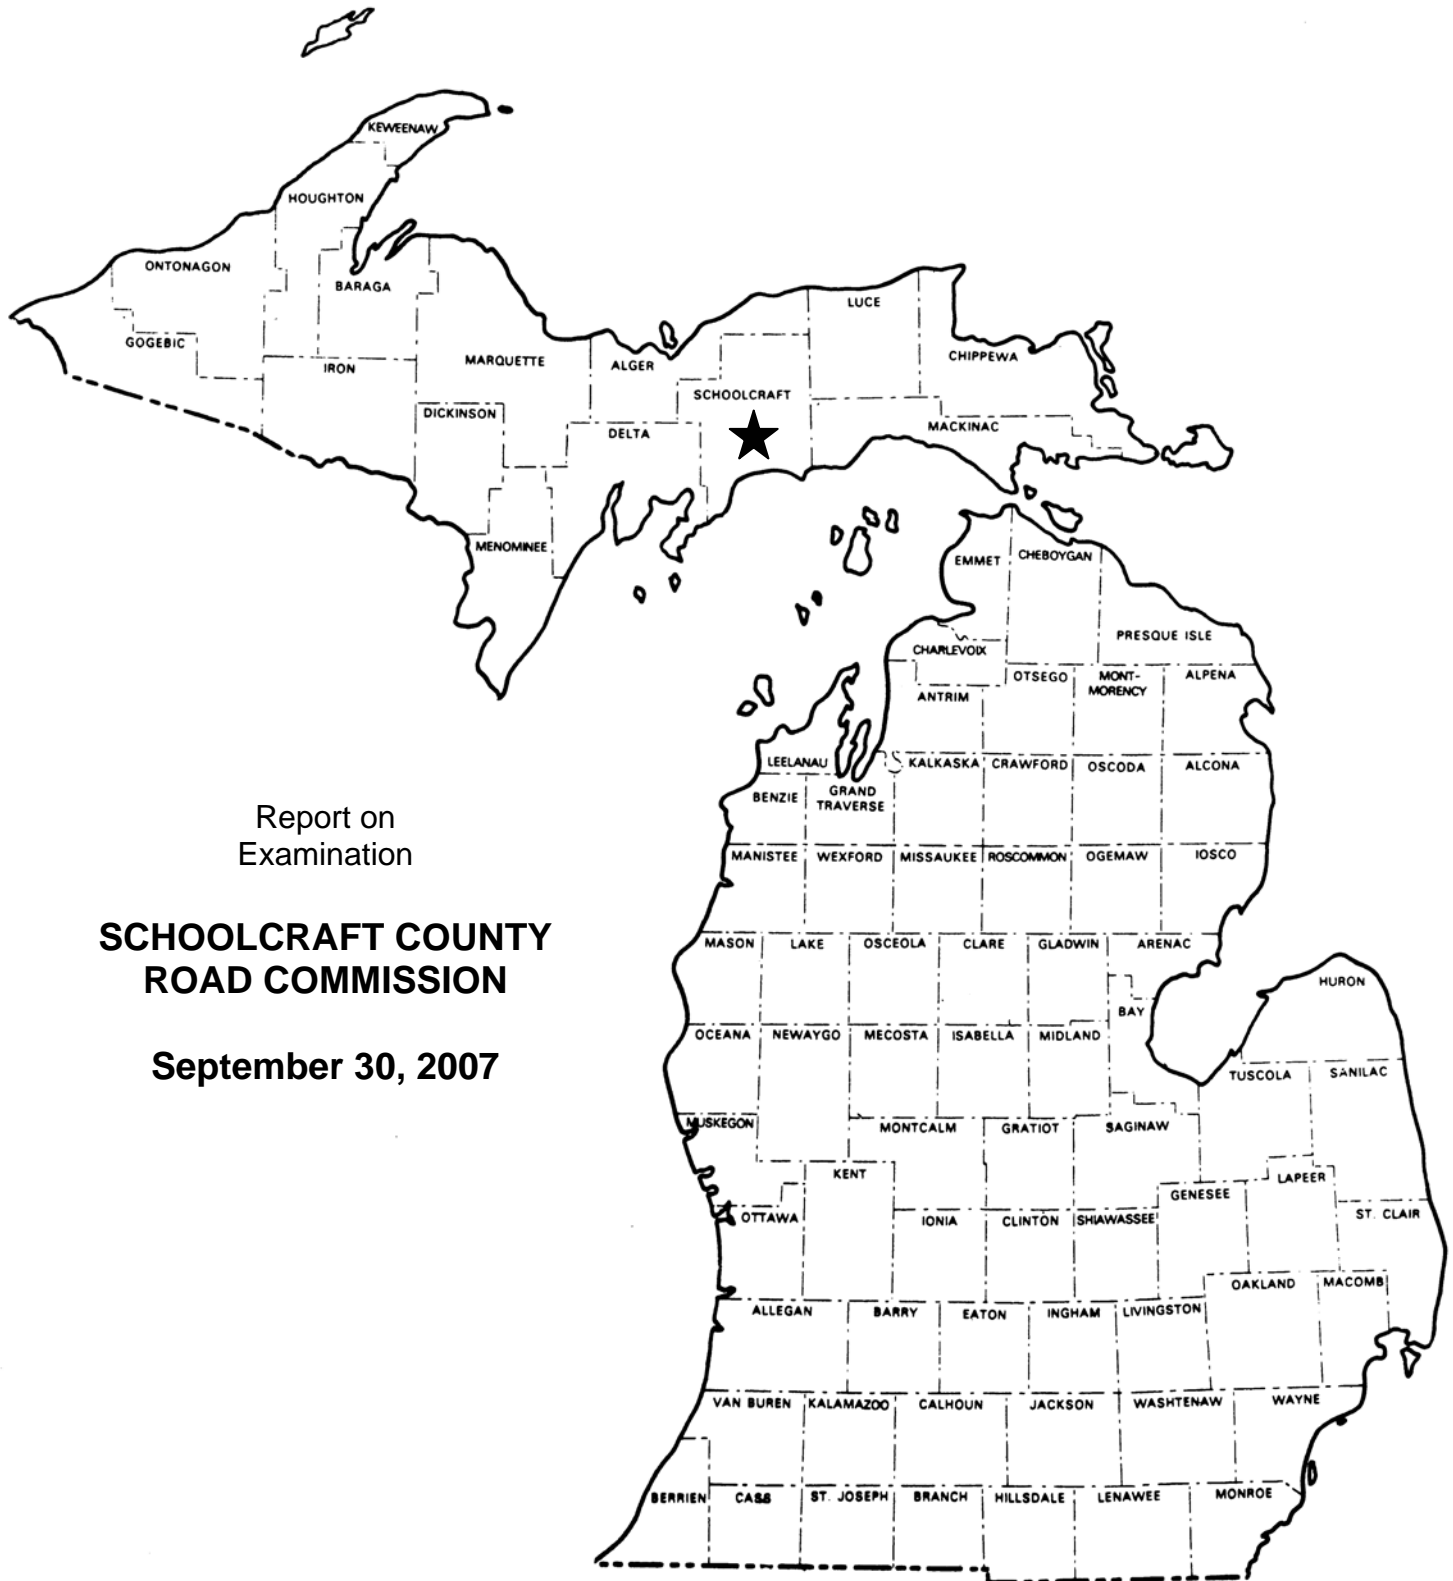 KEWEENAW
HOUGHTON
ONTONAGON
BARAGA
LUCE
GOGEBIC
IRON
MARQUETTE
ALGER
CHIPPEWA
SCHOOLCRAFT
DICKINSON
DELTA
MACKINAC
MENOMINEE
EMMET
CHEBOYGAN
PRESQUE ISLE
CHARLEVOIX
OTSEGO
MONT-
MORENCY
ALPENA
ANTRIM
LEELANAU
KALKASKA
CRAWFORD
OSCODA
ALCONA
BENZIE
GRAND
TRAVERSE
Report on
Examination
MANISTEE
WEXFORD
MISSAUKEE
ROSCOMMON
OGEMAW
IOSCO
SCHOOLCRAFT COUNTY
ROAD COMMISSION
MASON
LAKE
OSCEOLA
CLARE
GLADWIN
ARENAC
HURON
BAY
September 30, 2007
OCEANA
NEWAYGO
MECOSTA
ISABELLA
MIDLAND
TUSCOLA
SANILAC
MUSKEGON
MONTCALM
GRATIOT
SAGINAW
KENT
LAPEER
GENESEE
OTTAWA
IONIA
CLINTON
SHIAWASSEE
ST. CLAIR
OAKLAND
MACOMB
ALLEGAN
BARRY
EATON
INGHAM
LIVINGSTON
VAN BUREN
KALAMAZOO
CALHOUN
JACKSON
WASHTENAW
WAYNE
BERRIEN
CASS
ST. JOSEPH
BRANCH
HILLSDALE
LENAWEE
MONROE